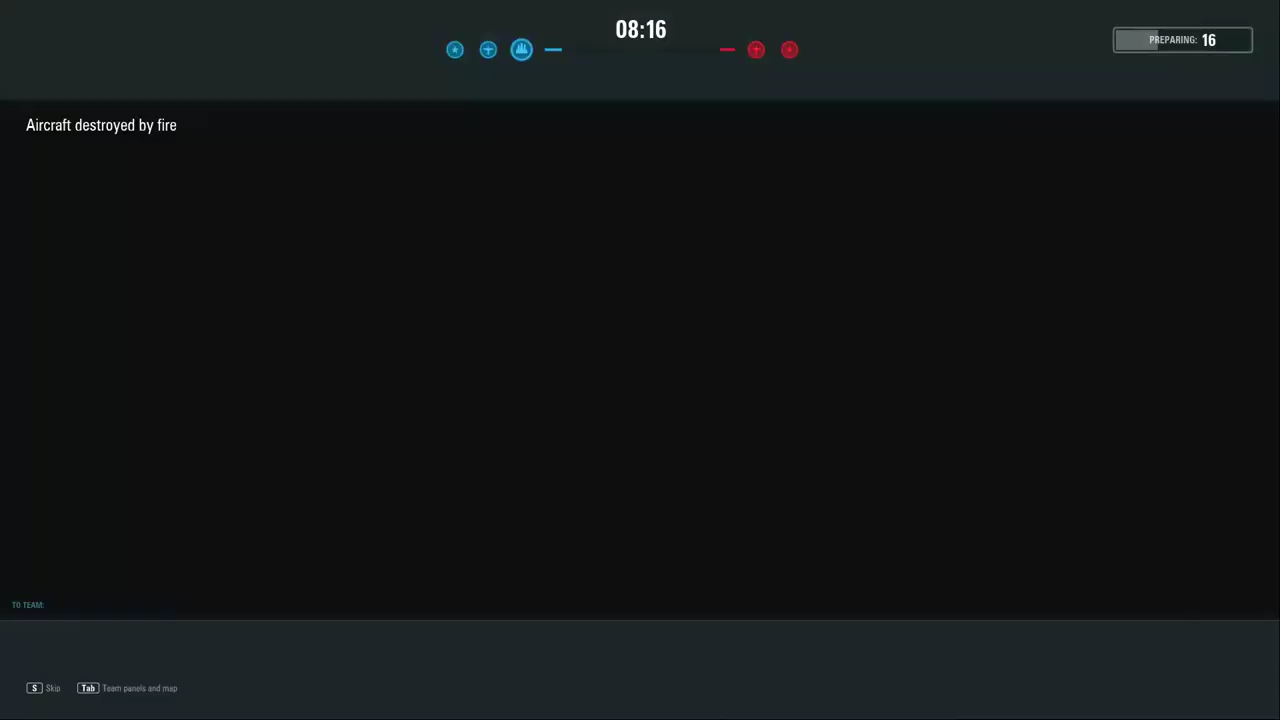 08:16
PREPARING: 16
Aircraft destroyed by fire
TO TEAM:
S Skip Tab Team panels and map